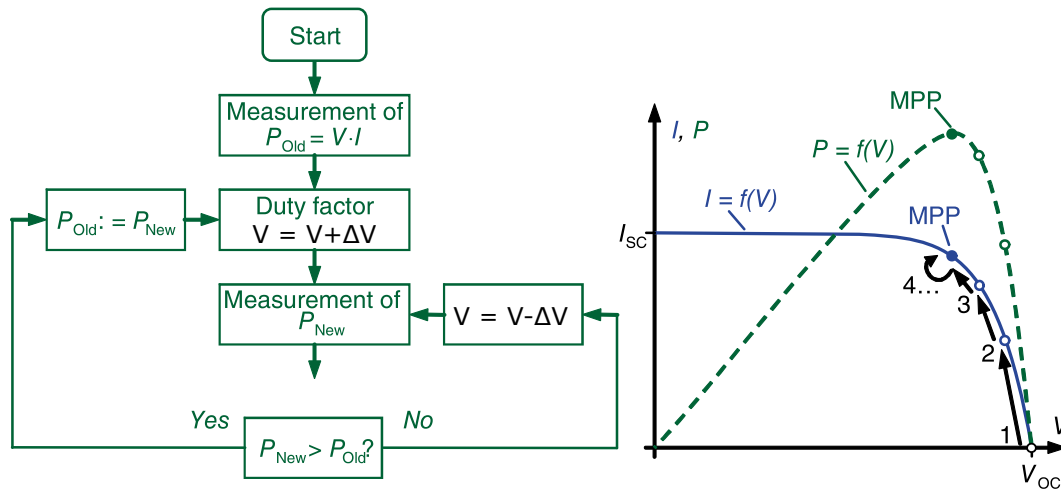 Start
Measurement of
P_Old = V·I
P_Old: = P_New
Duty factor
V = V+ΔV
Measurement of
P_New
V = V-ΔV
Yes
No
P_New > P_Old?
I, P
MPP
P = f(V)
I = f(V)
MPP
I_SC
4...
3
2
1
V
V_OC